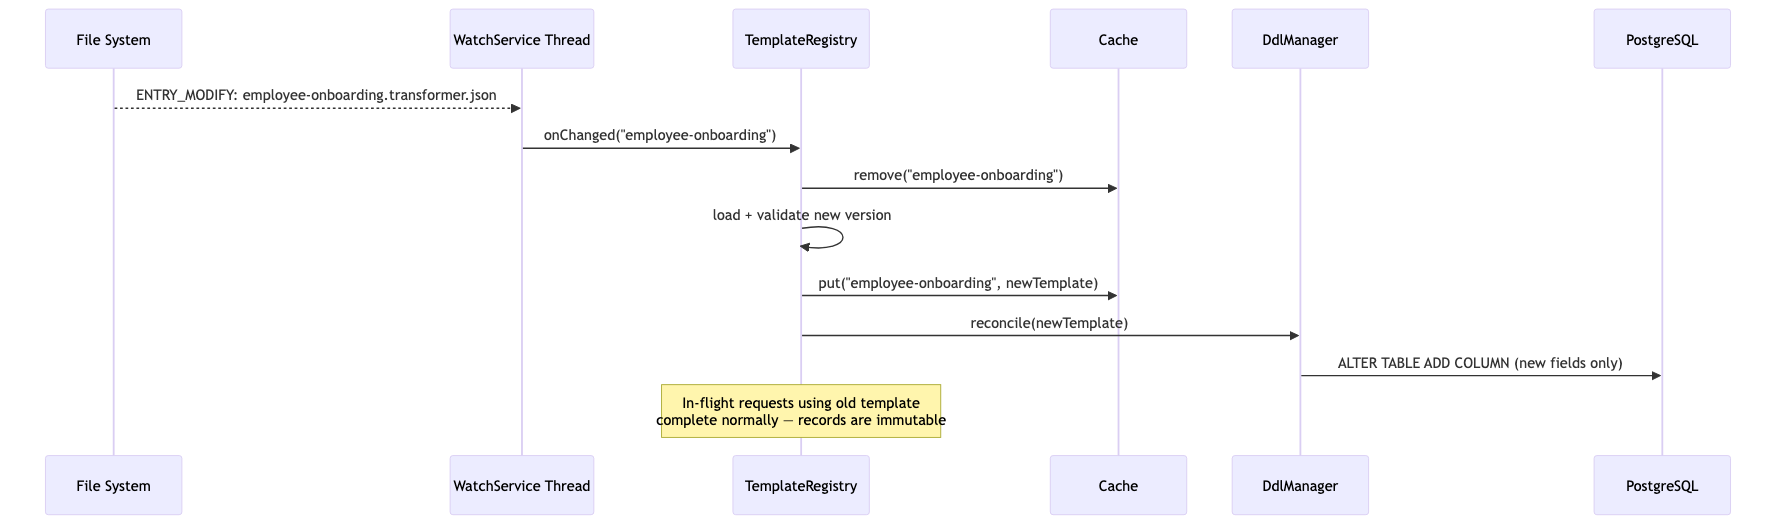 File System
WatchService Thread
TemplateRegistry
Cache
DdlManager
PostgreSQL
ENTRY_MODIFY: employee-onboarding.transformer.json
onChanged("employee-onboarding")
remove("employee-onboarding")
load + validate new version
put("employee-onboarding", newTemplate)
reconcile(newTemplate)
ALTER TABLE ADD COLUMN (new fields only)
In-flight requests using old template
complete normally — records are immutable
File System
WatchService Thread
TemplateRegistry
Cache
DdlManager
PostgreSQL